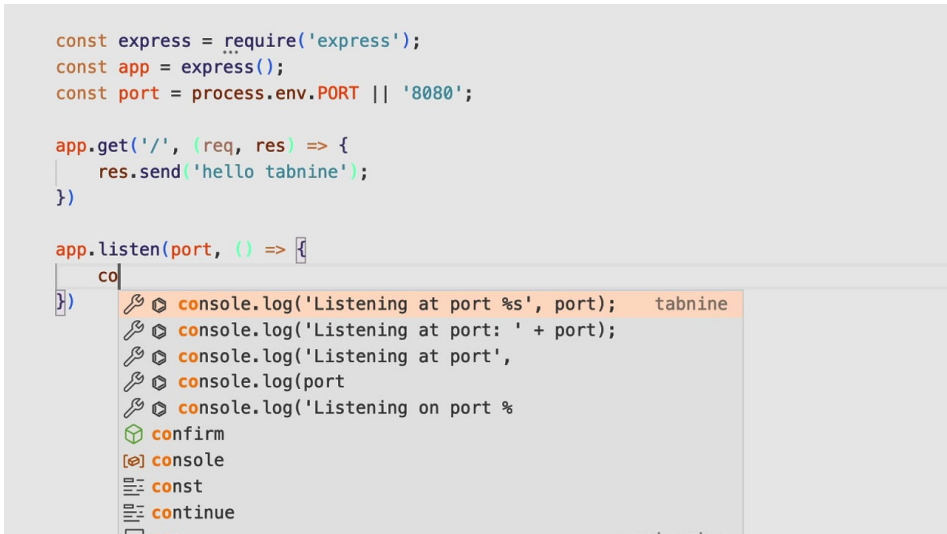 const express = require('express');
const app = express();
const port = process.env.PORT || '8080';
app.get('/', (req, res) => {
    res.send('hello tabnine');
})
app.listen(port, () => {
    co
})
console.log('Listening at port %s', port); tabnine
console.log('Listening at port: ' + port);
console.log('Listening at port',
console.log(port
console.log('Listening on port %
confirm
console
const
continue